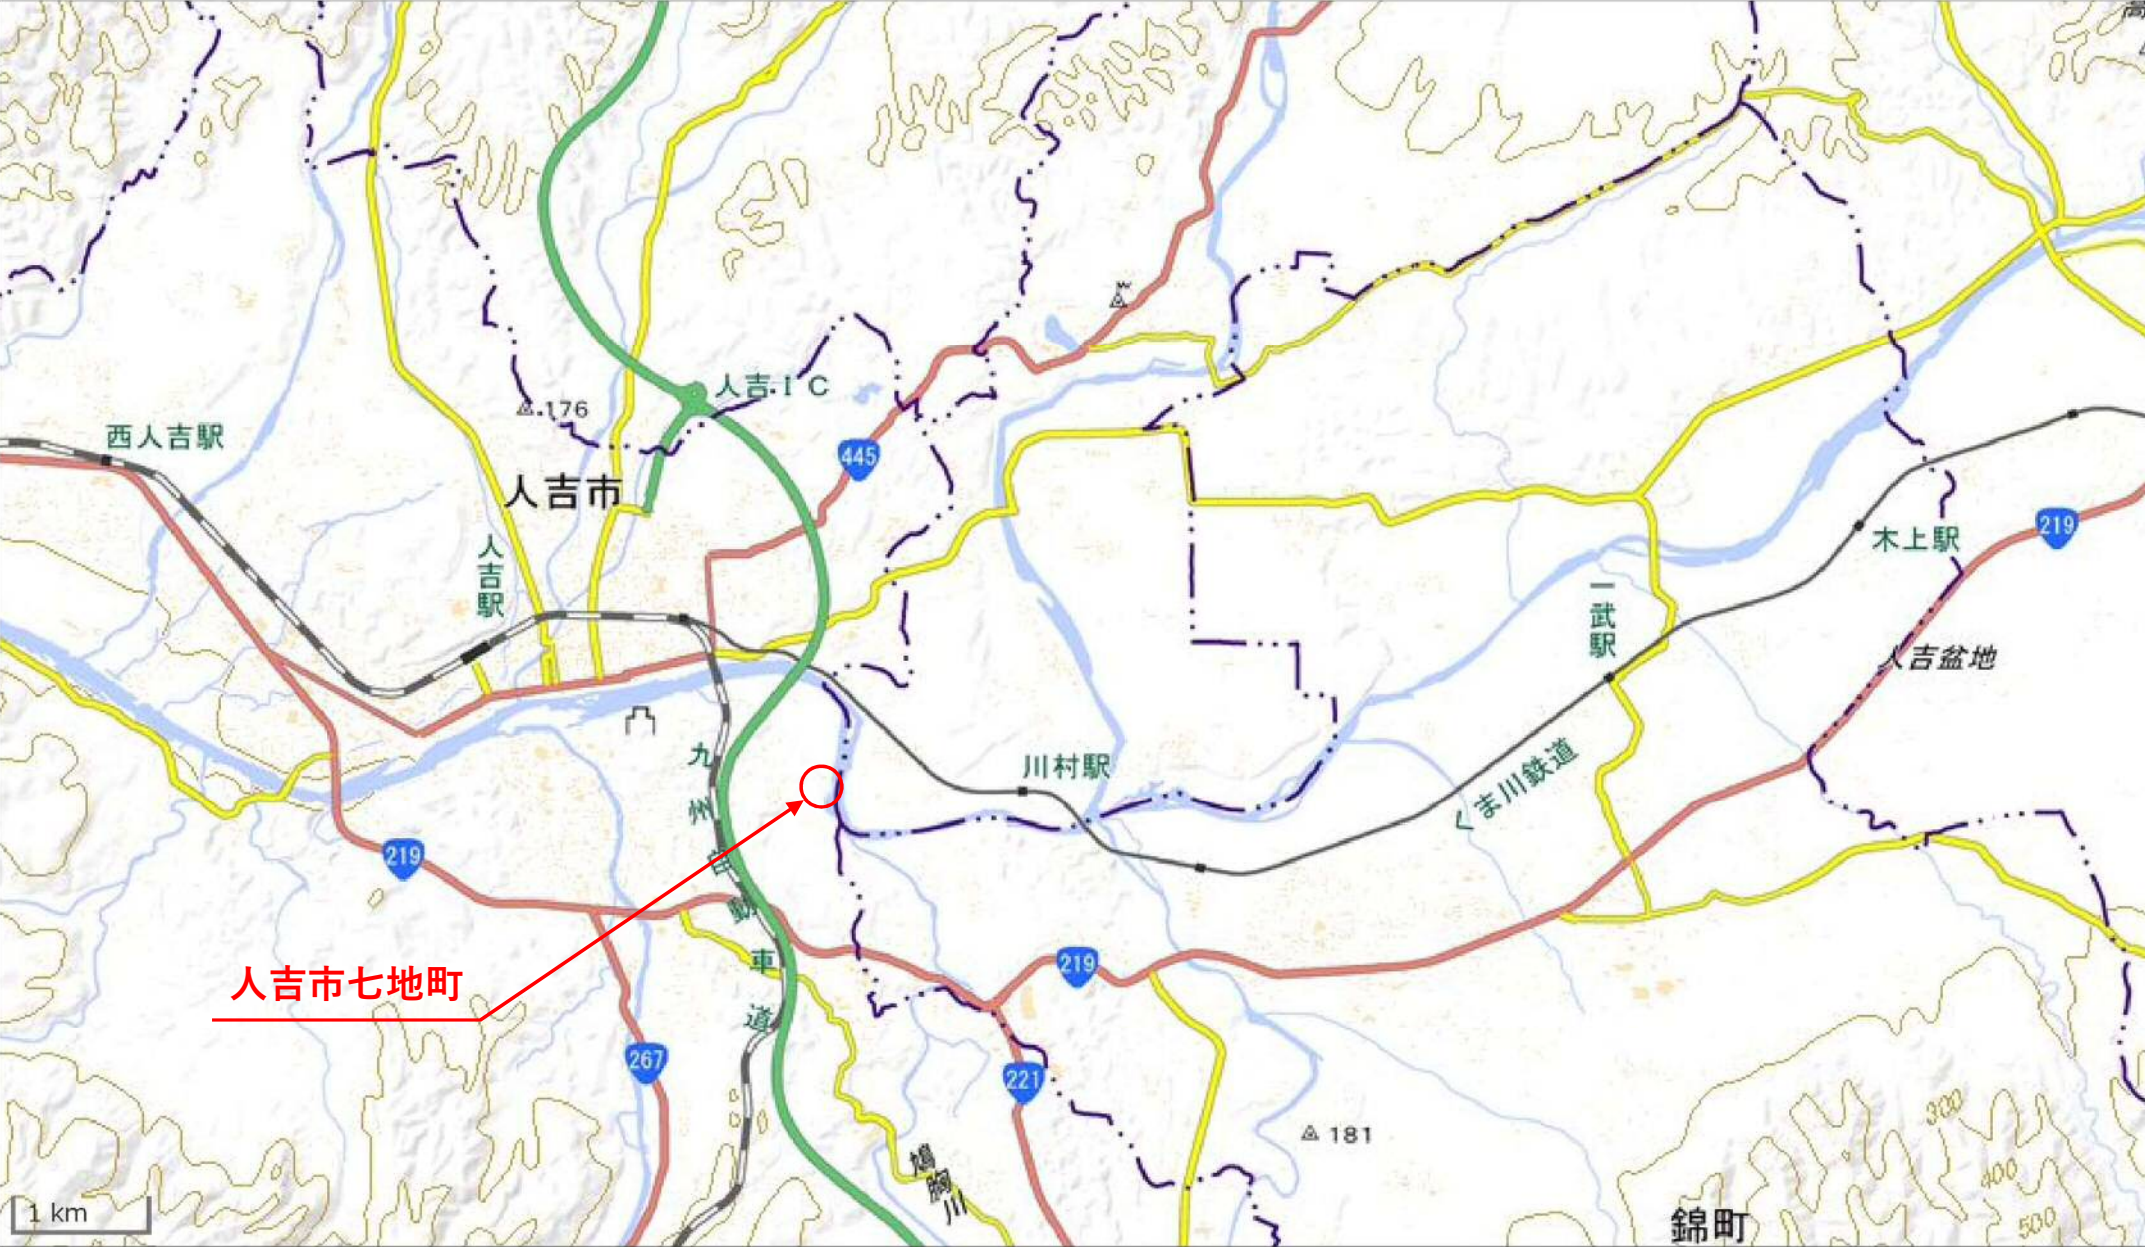 人吉IC
176
西人吉駅
445
人吉市
219
木上駅
人吉駅
一武駅
人吉盆地
九州自動車道
川村駅
くま川鉄道
219
219
人吉市七地町
267
221
181
鳩胸川
300
400
500
1 km
錦町